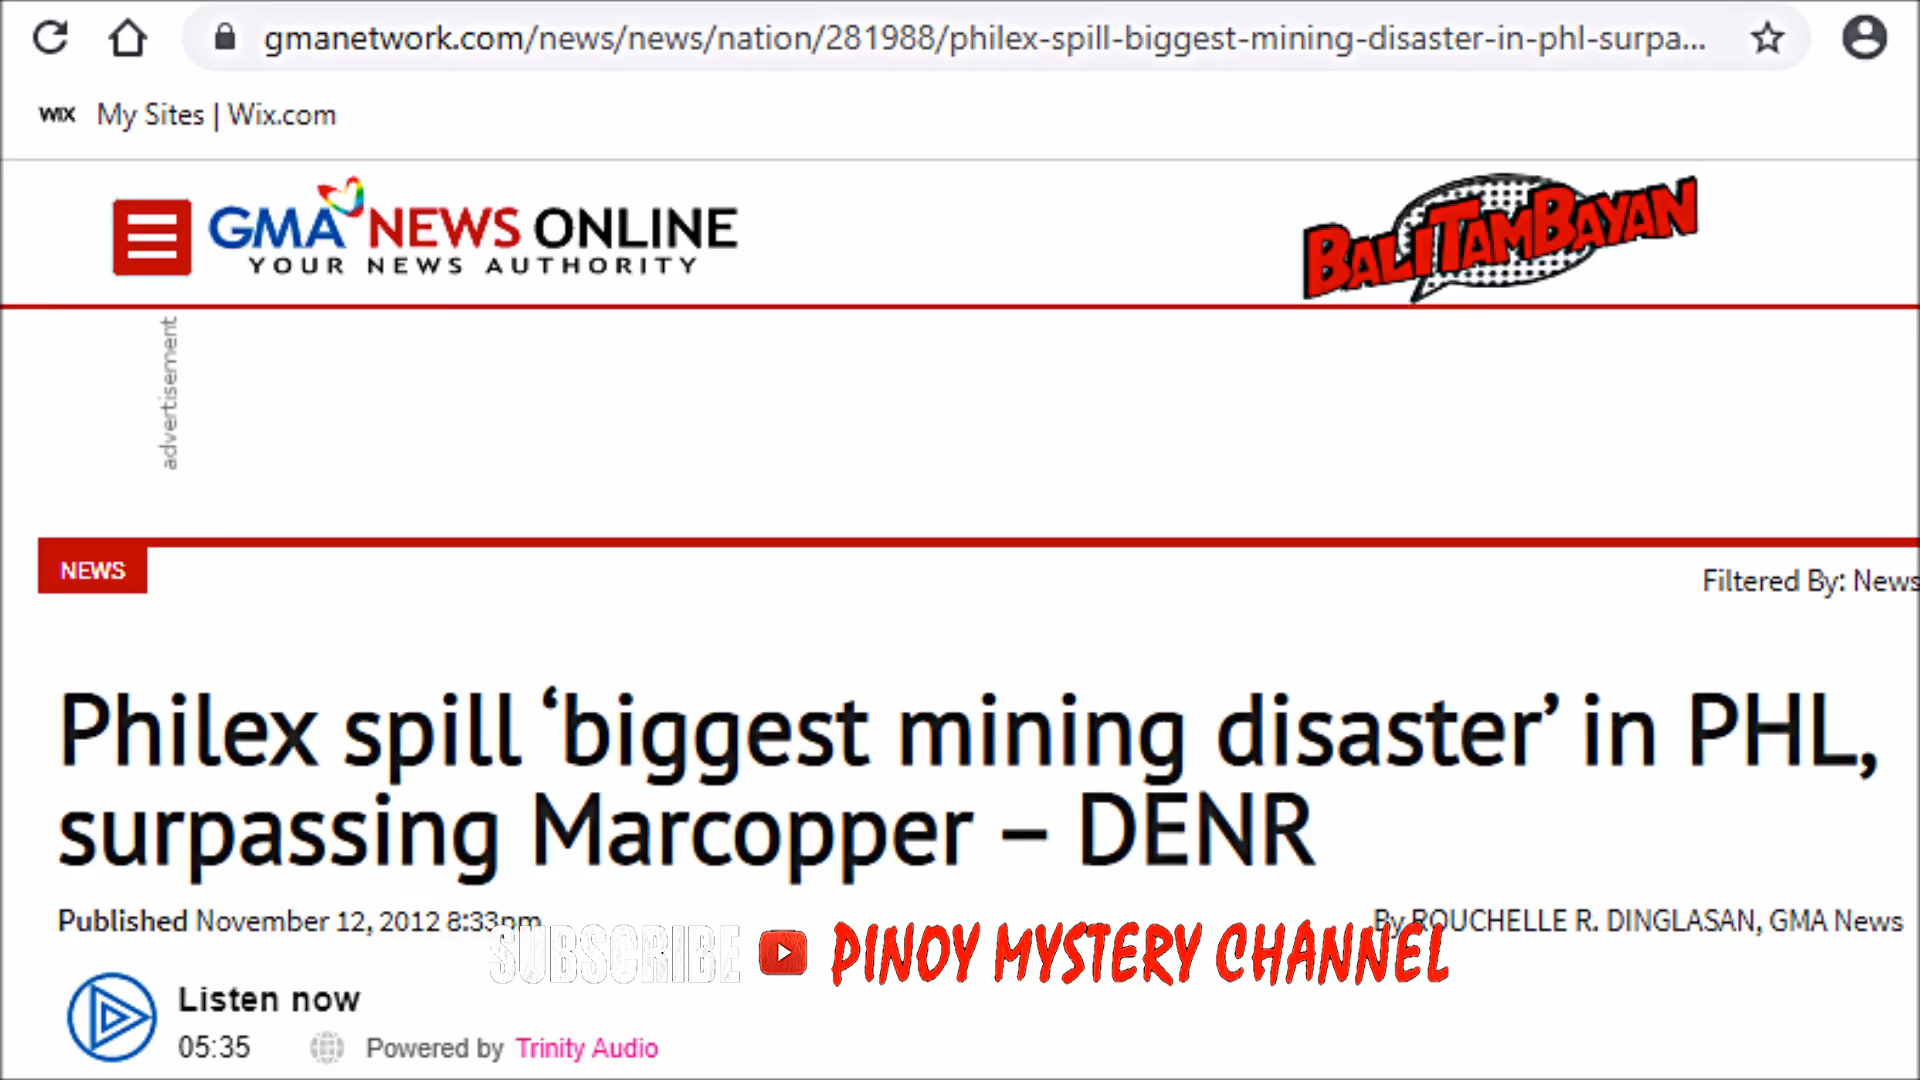 gmanetwork.com/news/news/nation/281988/philex-spill-biggest-mining-disaster-in-phl-surpa...
WIX My Sites | Wix.com
GMA NEWS ONLINE
YOUR NEWS AUTHORITY
BALITAMBAYAN
advertisement
NEWS
Filtered By: News
Philex spill ‘biggest mining disaster’ in PHL,
surpassing Marcopper – DENR
Published November 12, 2012 8:33pm
By ROUCHELLE R. DINGLASAN, GMA News
SUBSCRIBE PINOY MYSTERY CHANNEL
Listen now
05:35 Powered by Trinity Audio